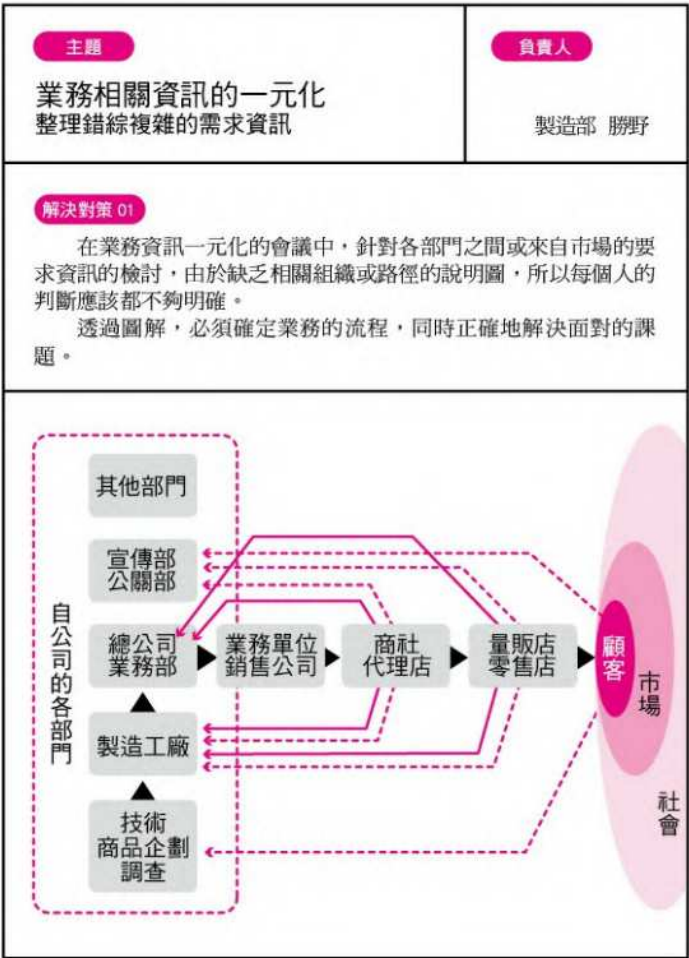 主題
業務相關資訊的一元化
整理錯綜複雜的需求資訊
負責人
製造部 勝野
解決對策 01
在業務資訊一元化的會議中，針對各部門之間或來自市場的要
求資訊的檢討，由於缺乏相關組織或路徑的說明圖，所以每個人的
判斷應該都不夠明確。
透過圖解，必須確定業務的流程，同時正確地解決面對的課
題。
自公司的各部門
其他部門
宣傳部
公關部
總公司
業務部
業務單位
銷售公司
商社
代理店
量販店
零售店
顧客
市場
社會
製造工廠
技術
商品企劃
調查